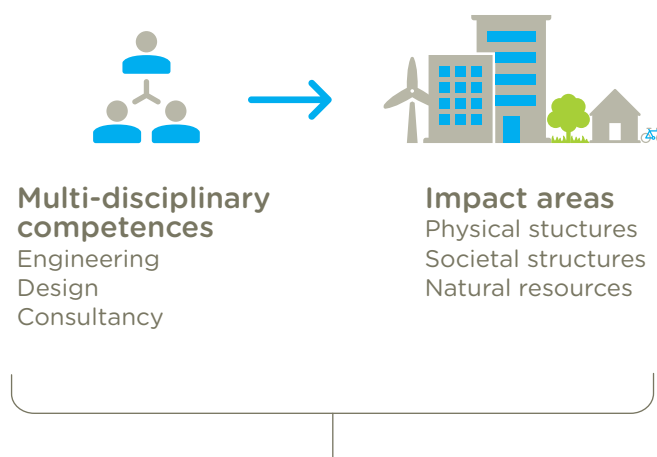 Multi-disciplinary
competences
Engineering
Design
Consultancy
Impact areas
Physical stuctures
Societal structures
Natural resources